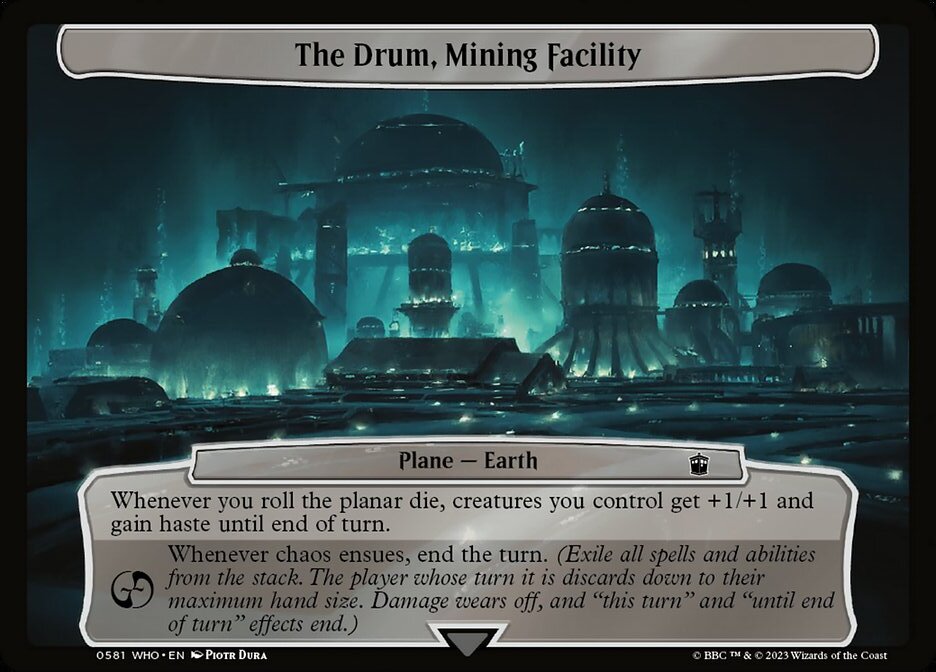 The Drum, Mining Facility
Plane — Earth
Whenever you roll the planar die, creatures you control get +1/+1 and
gain haste until end of turn.
Whenever chaos ensues, end the turn. (Exile all spells and abilities
from the stack. The player whose turn it is discards down to their
maximum hand size. Damage wears off, and “this turn” and “until end
of turn” effects end.)
0581 WHO • EN Piotr Dura
© BBC ™ & © 2023 Wizards of the Coast